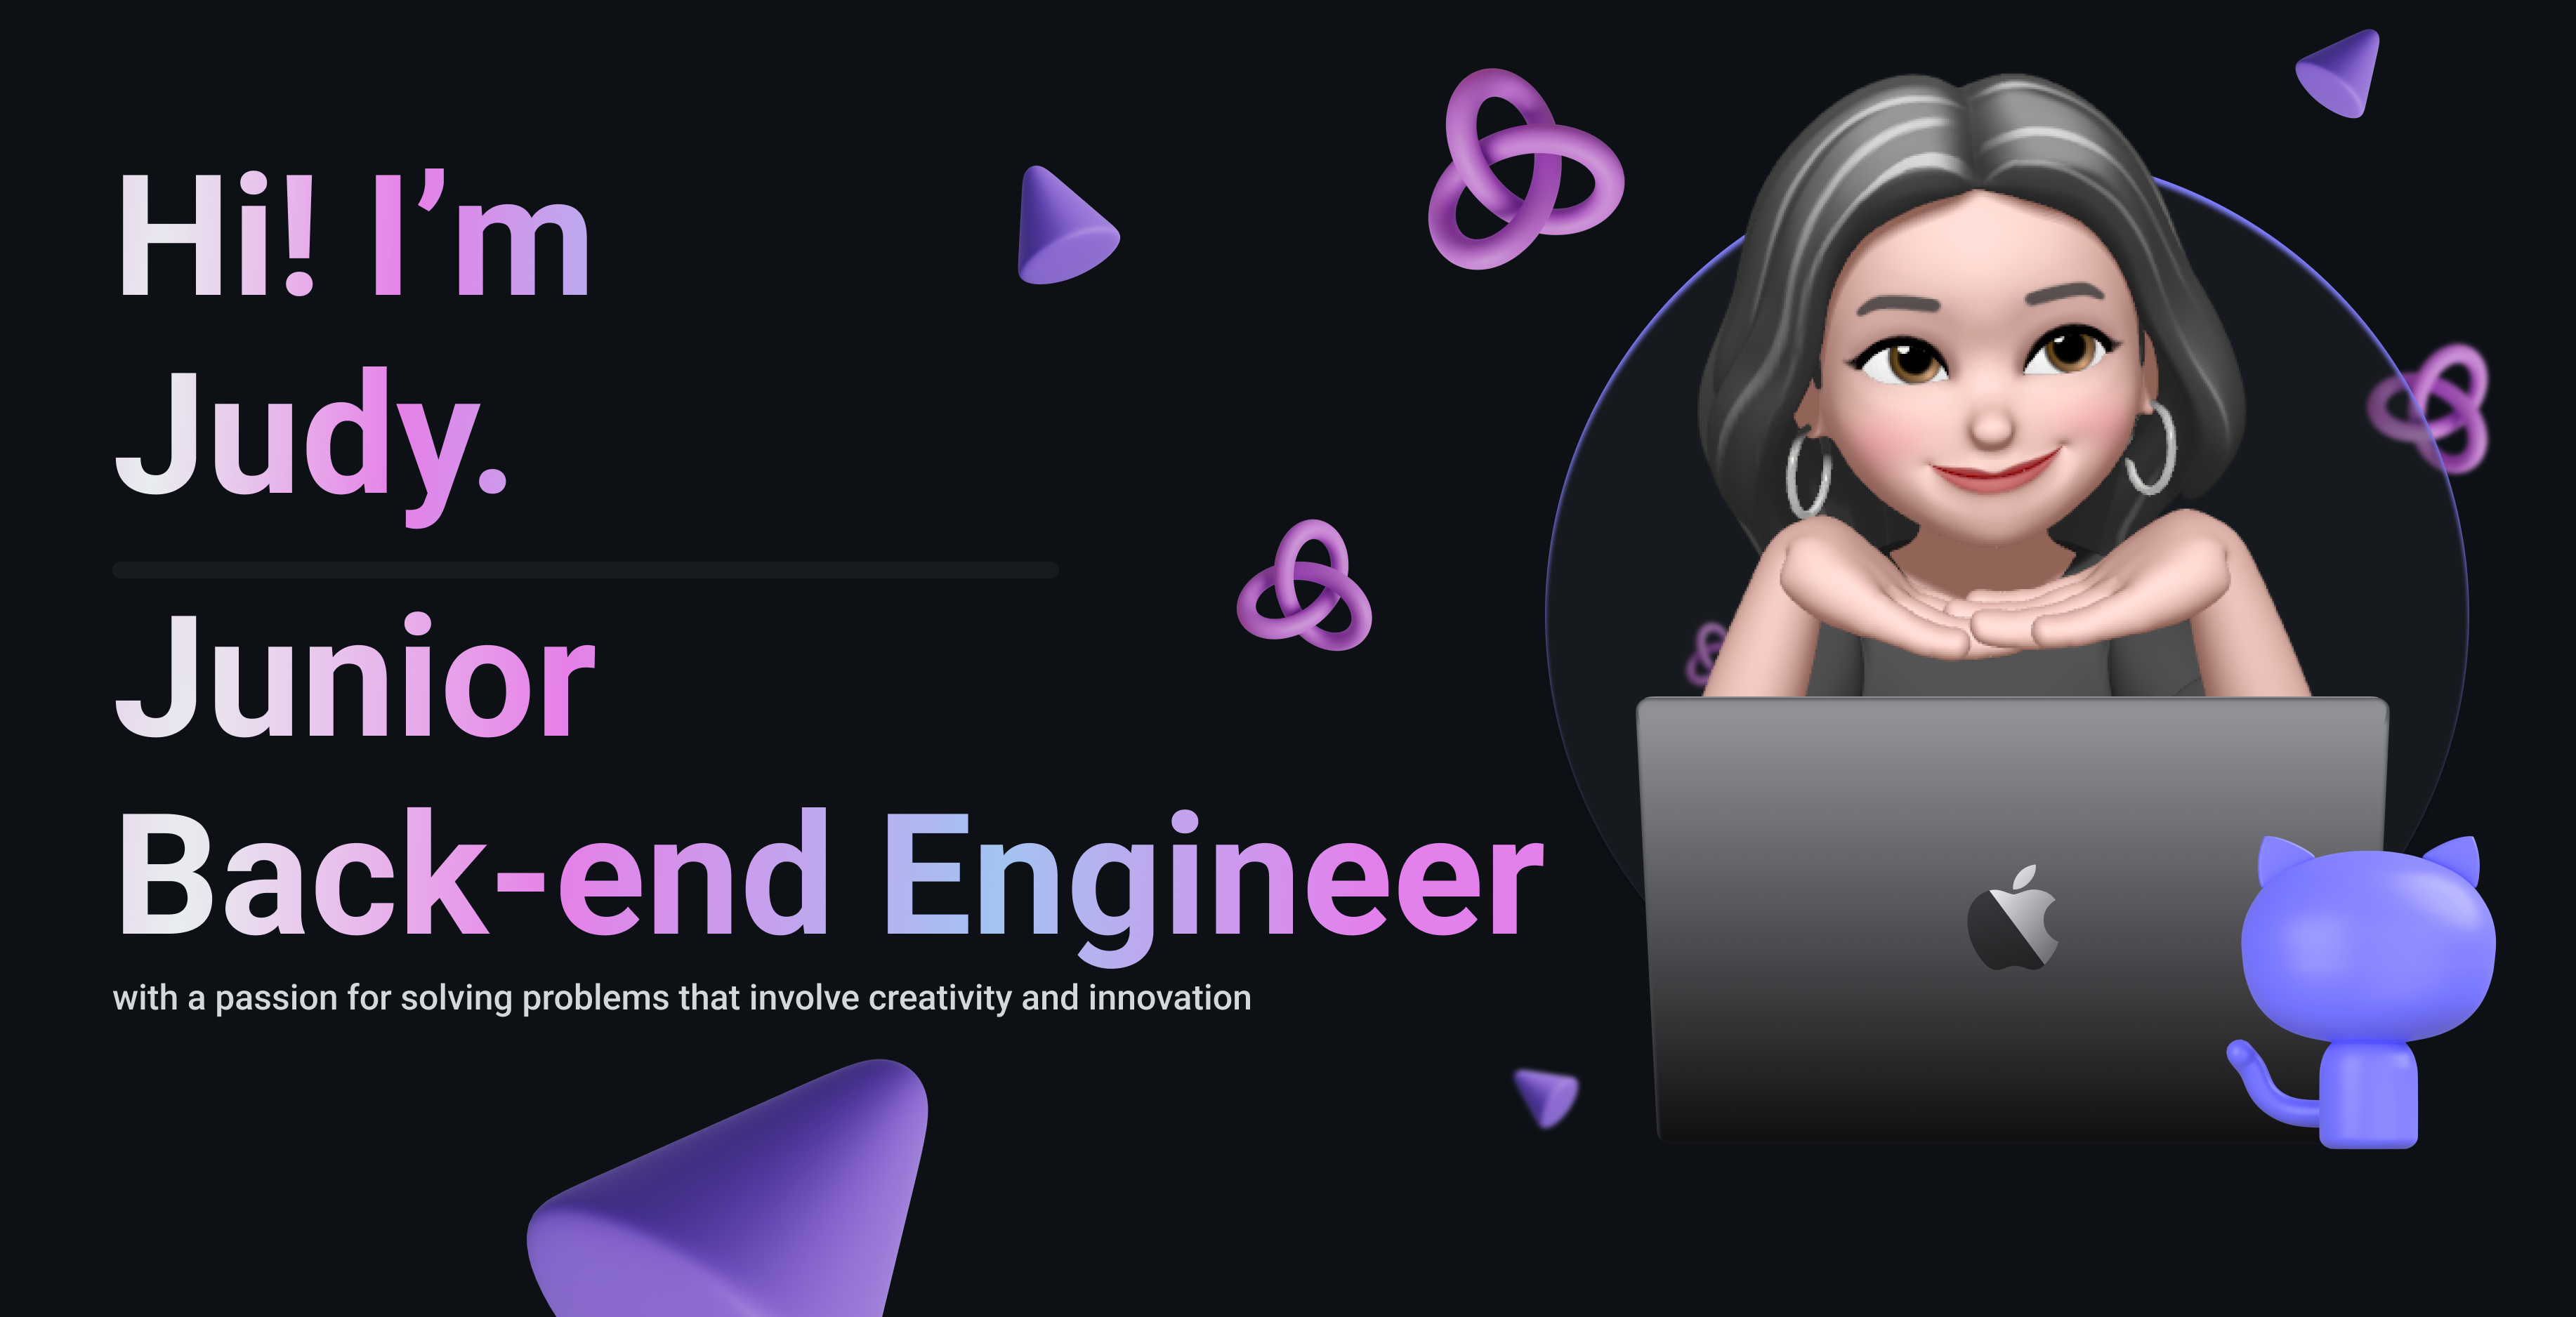 Hi! I’m
Judy.
Junior
Back-end Engineer
with a passion for solving problems that involve creativity and innovation